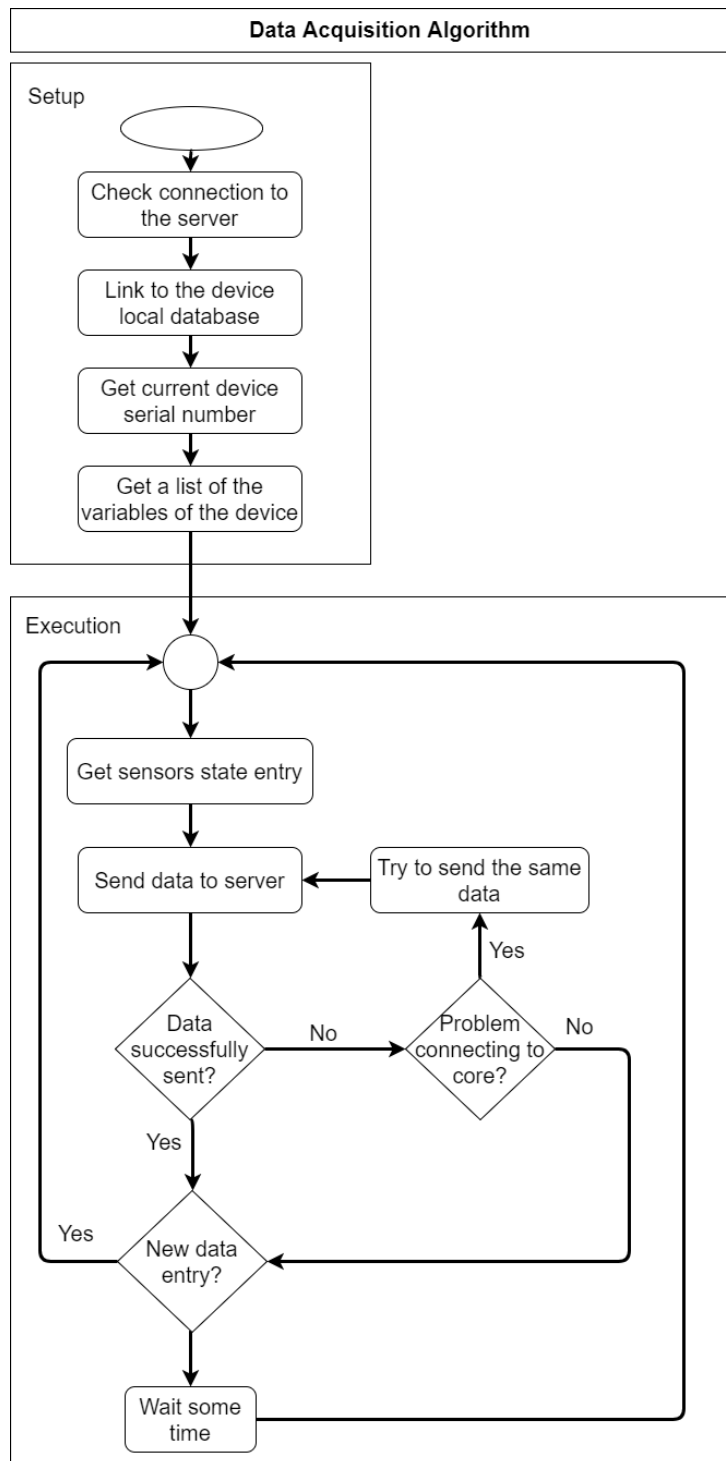 Data Acquisition Algorithm
Setup
Check connection to
the server
Link to the device
local database
Get current device
serial number
Get a list of the
variables of the device
Execution
Get sensors state entry
Send data to server
Try to send the same
data
Yes
Data
successfully
sent?
No
Problem
connecting to
core?
No
Yes
Yes
New data
entry?
Wait some
time